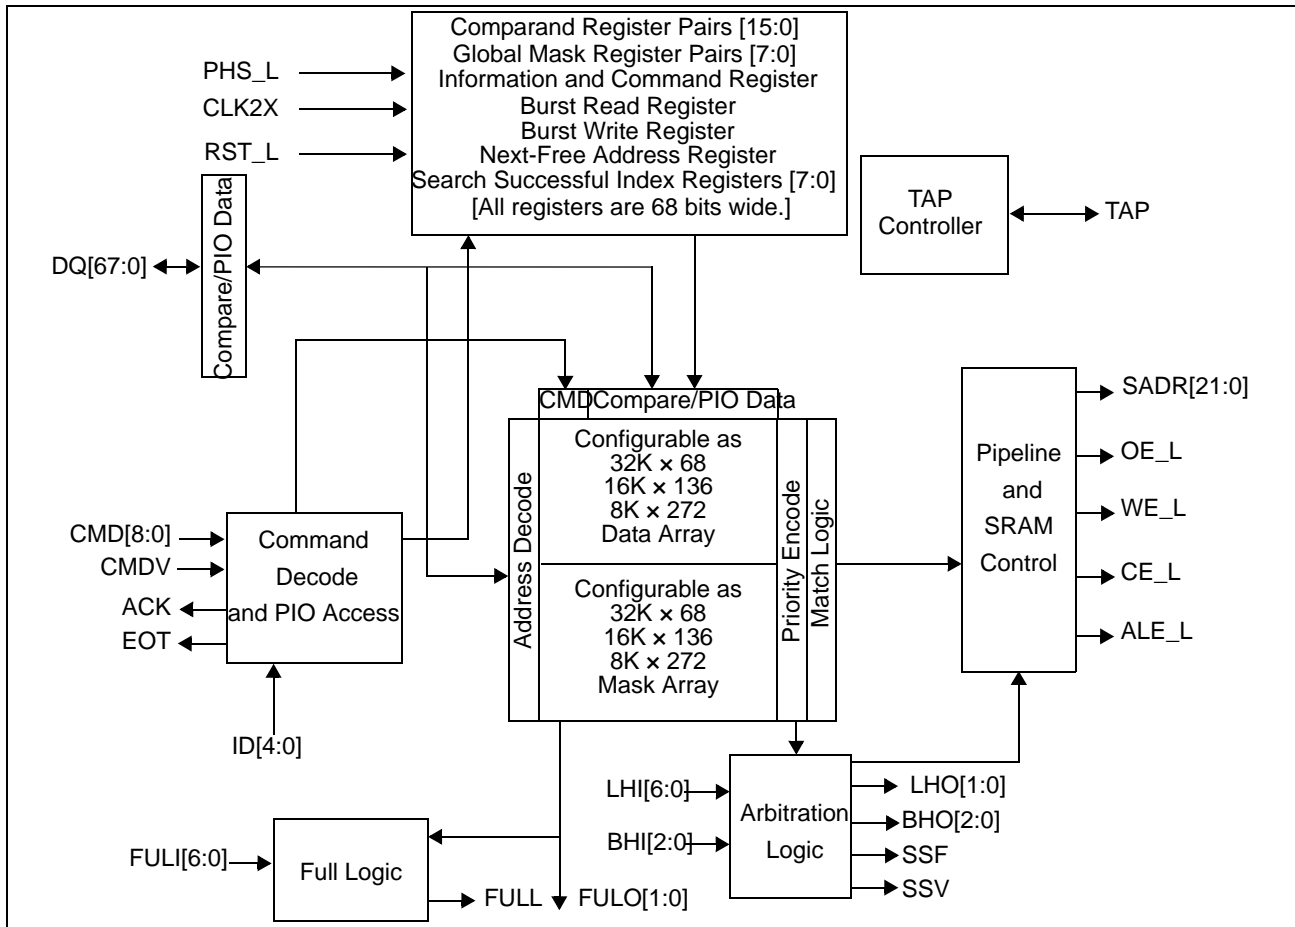 Comparand Register Pairs [15:0]
Global Mask Register Pairs [7:0]
Information and Command Register
Burst Read Register
Burst Write Register
Next-Free Address Register
Search Successful Index Registers [7:0]
[All registers are 68 bits wide.]
PHS_L
CLK2X
RST_L
Compare/PIO Data
DQ[67:0]
TAP
Controller
TAP
CMD
Compare/PIO Data
Address Decode
Configurable as
32K × 68
16K × 136
8K × 272
Data Array
Configurable as
32K × 68
16K × 136
8K × 272
Mask Array
Priority Encode
Match Logic
Pipeline
and
SRAM
Control
SADR[21:0]
OE_L
WE_L
CE_L
ALE_L
CMD[8:0]
CMDV
ACK
EOT
Command
Decode
and PIO Access
ID[4:0]
LHI[6:0]
BHI[2:0]
Arbitration
Logic
LHO[1:0]
BHO[2:0]
SSF
SSV
FULI[6:0]
Full Logic
FULL
FULO[1:0]